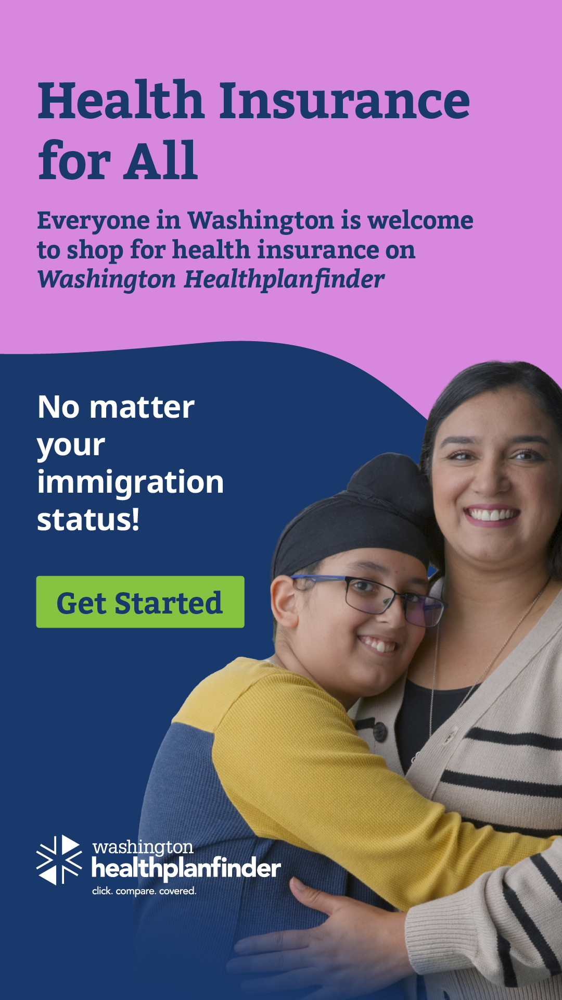 Health Insurance
for All
Everyone in Washington is welcome
to shop for health insurance on
Washington Healthplanfinder
No matter
your
immigration
status!
Get Started
washington
healthplanfinder
click. compare. covered.